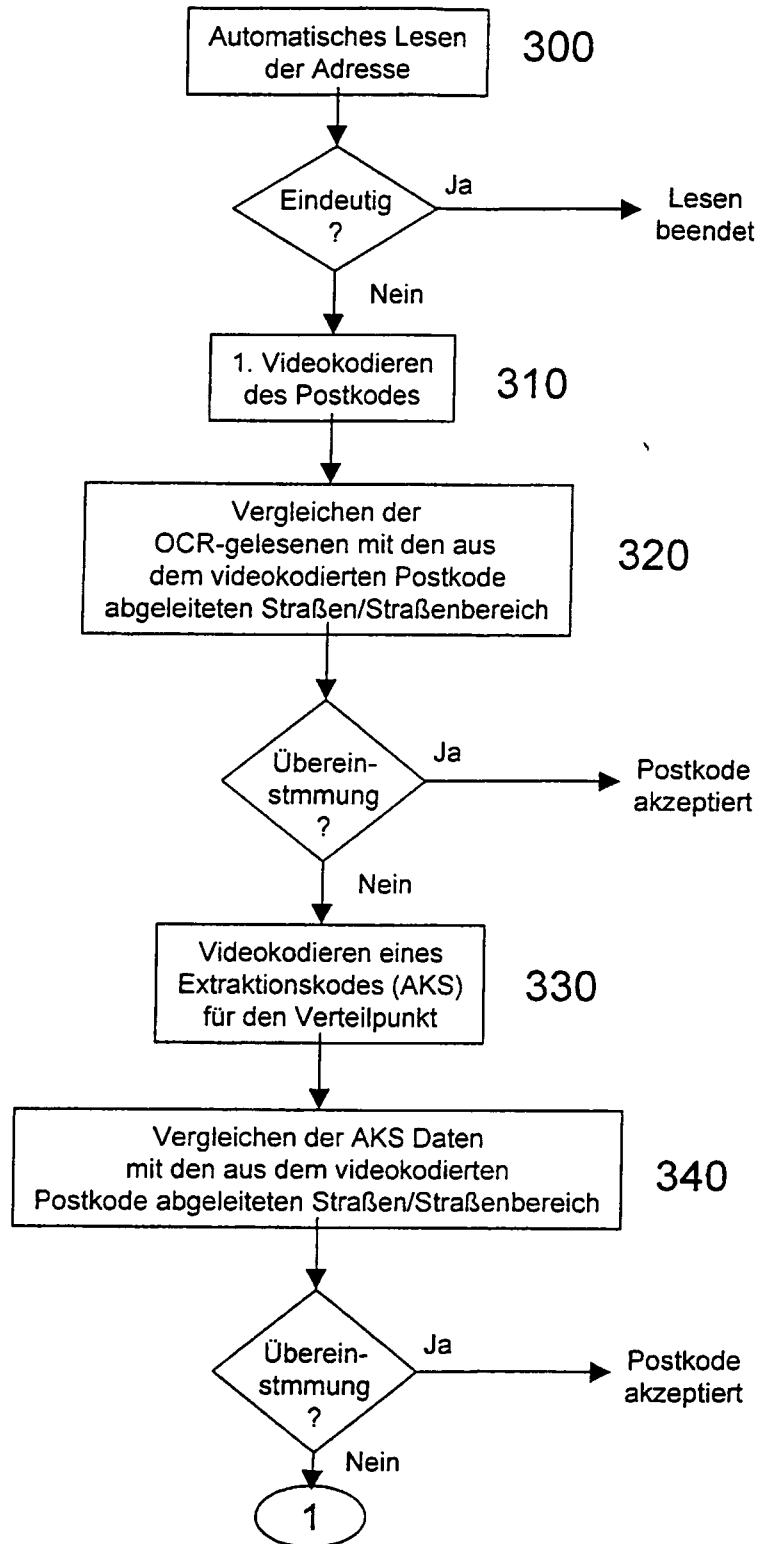 Automatisches Lesen
der Adresse
300
Eindeutig
?
Ja
Lesen
beendet
Nein
1. Videokodieren
des Postkodes
310
Vergleichen der
OCR-gelesenen mit den aus
dem videokodierten Postkode
abgeleiteten Straßen/Straßenbereich
320
Überein-
stmmung
?
Ja
Postkode
akzeptiert
Nein
Videokodieren eines
Extraktionskodes (AKS)
für den Verteilpunkt
330
Vergleichen der AKS Daten
mit den aus dem videokodierten
Postkode abgeleiteten Straßen/Straßenbereich
340
Überein-
stmmung
?
Ja
Postkode
akzeptiert
Nein
1